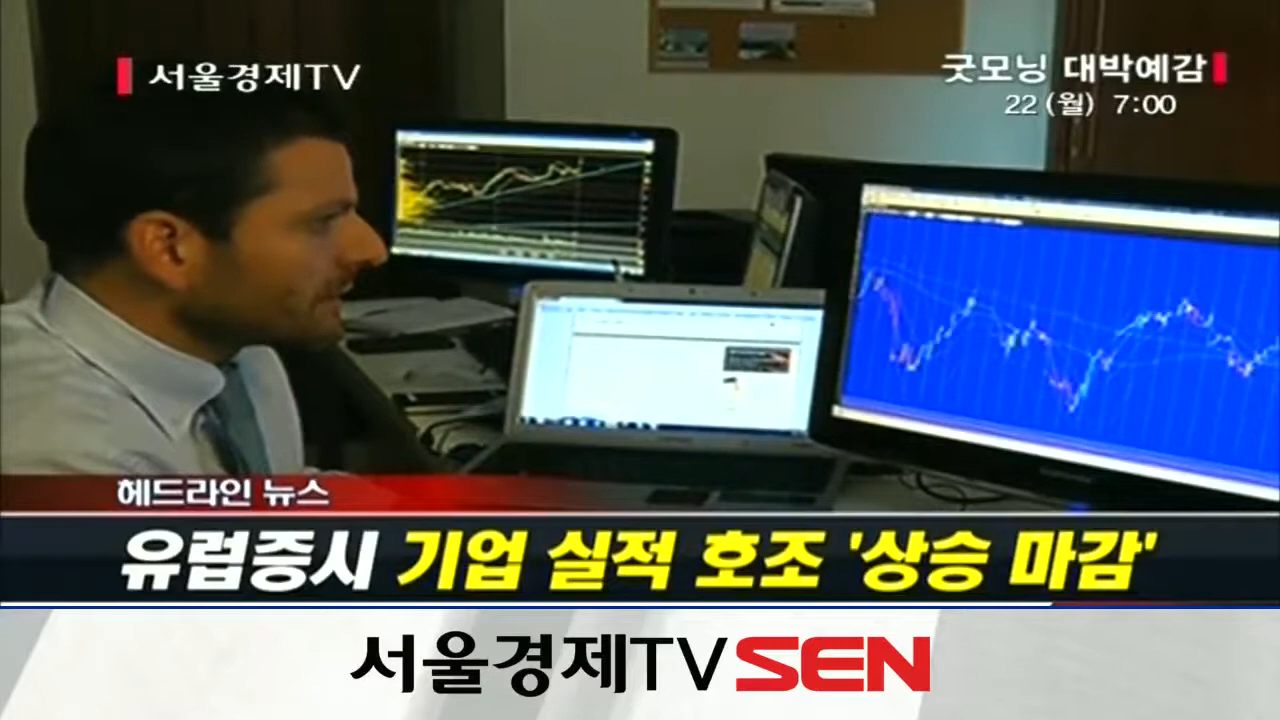 서울경제TV
굿모닝 대박예감
22 (월) 7:00
헤드라인 뉴스
유럽증시 기업 실적 호조 '상승 마감'
서울경제TV SEN